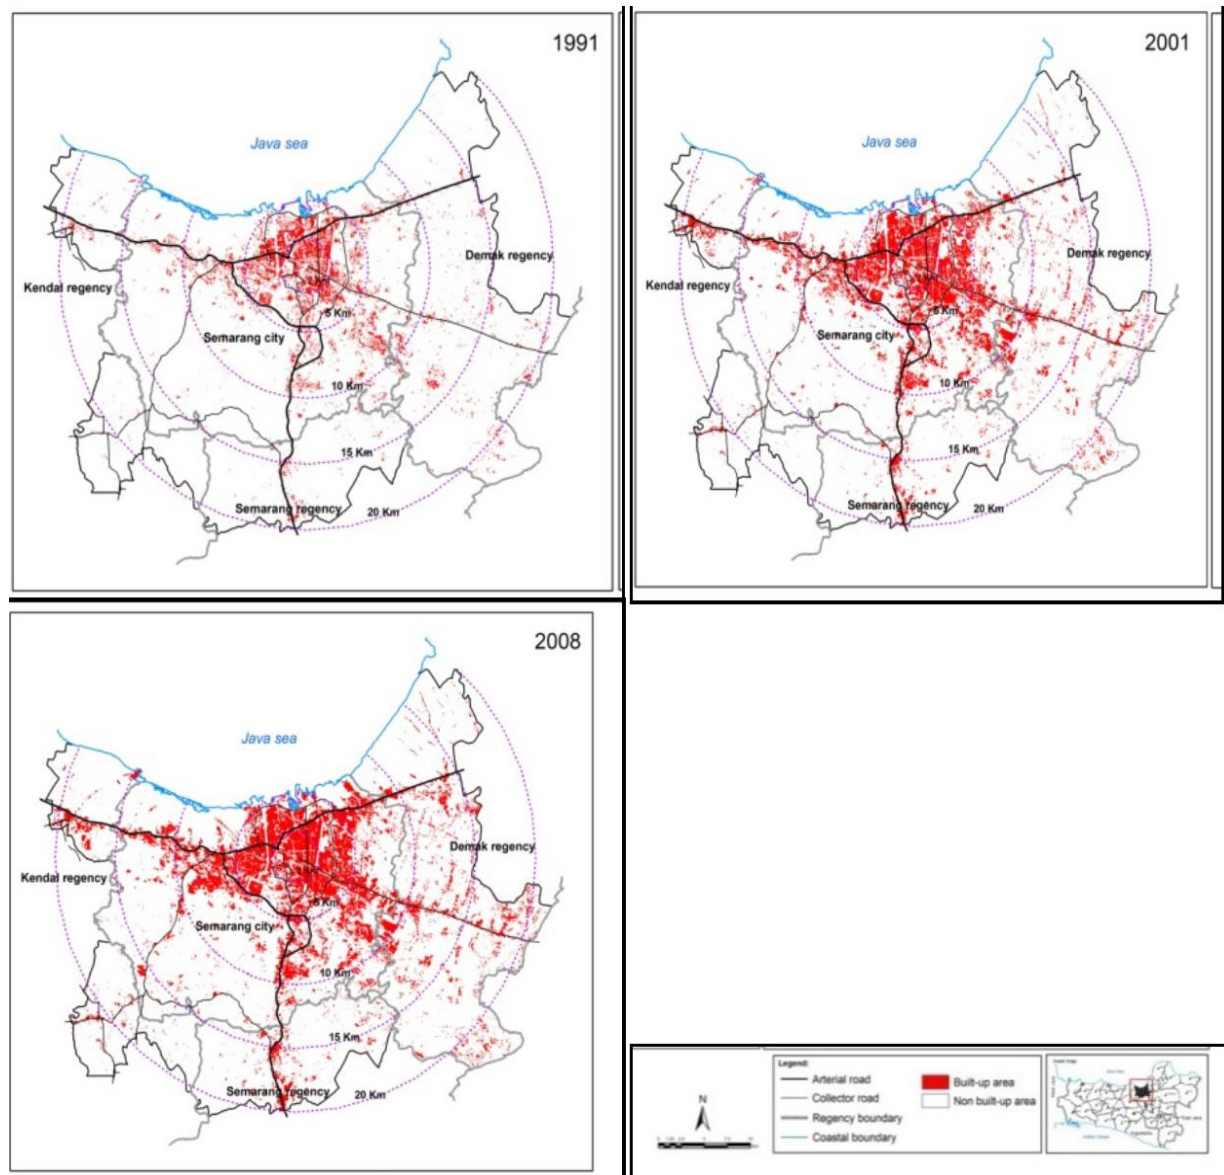 1991
Java sea
Demak regency
Kendal regency
5 Km
Semarang city
10 Km
15 Km
Semarang regency
20 Km
2001
Java sea
Demak regency
Kendal regency
5 Km
Semarang city
10 Km
15 Km
Semarang regency
20 Km
2008
Java sea
Demak regency
Kendal regency
5 Km
Semarang city
10 Km
15 Km
Semarang regency
20 Km
N
Legend:
Arterial road
Collector road
Regency boundary
Coastal boundary
Built-up area
Non built-up area